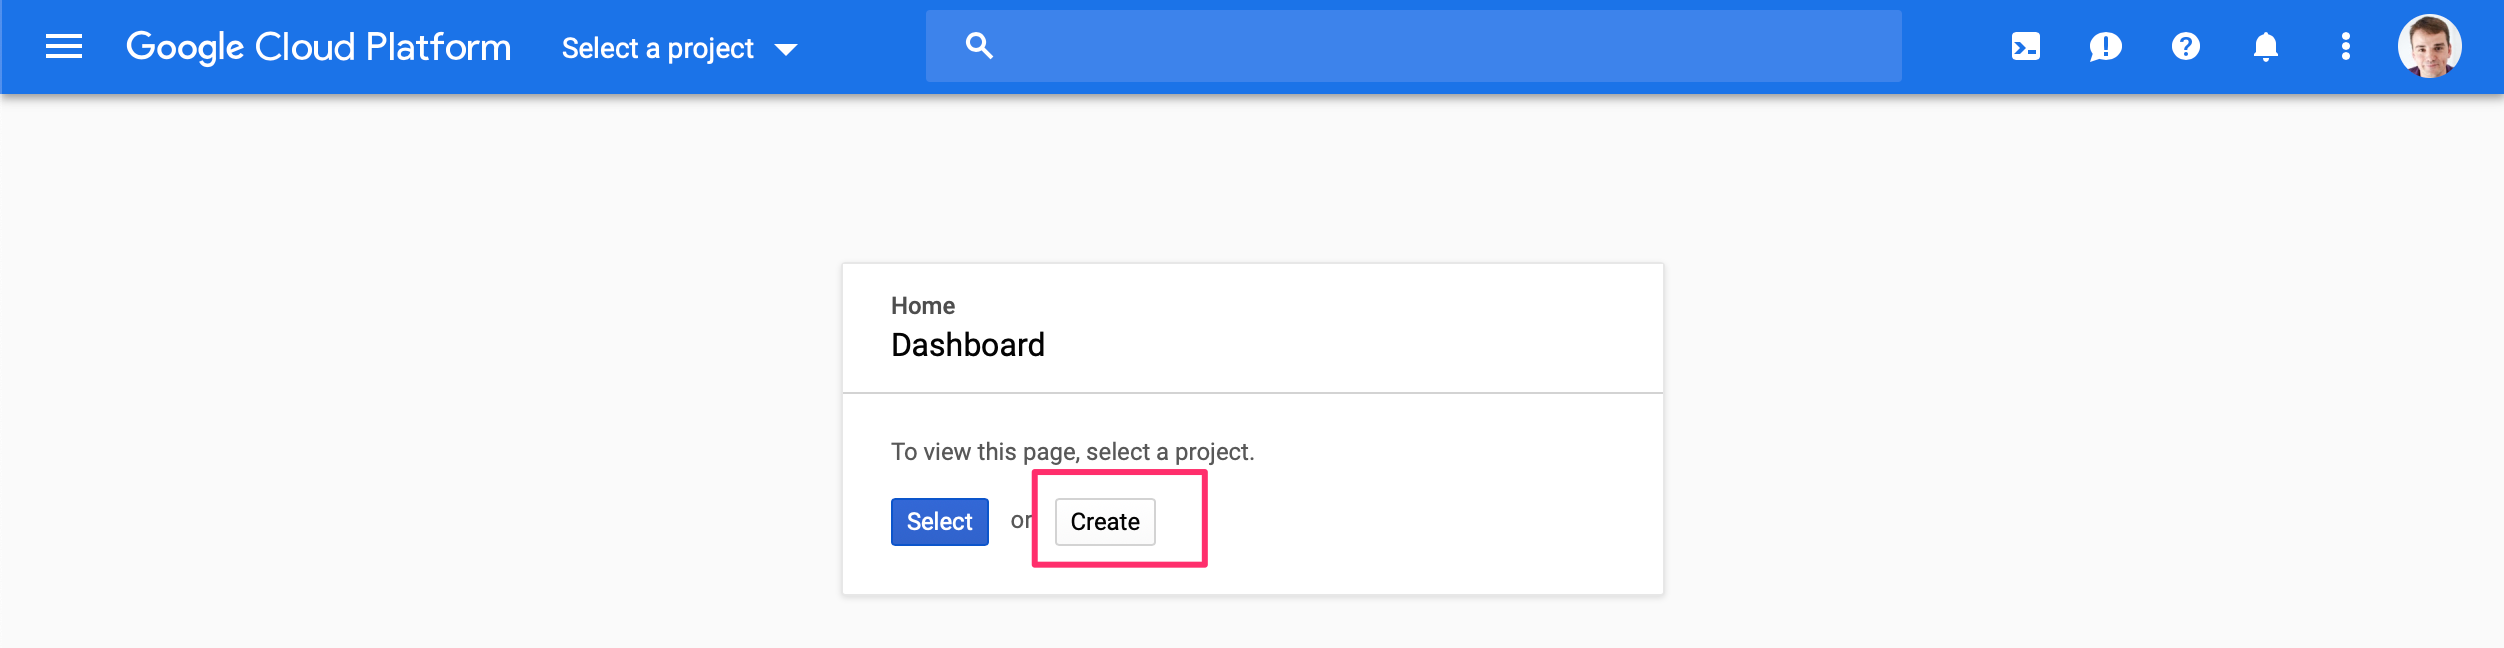 Google Cloud Platform
Select a project
Home
Dashboard
To view this page, select a project.
Select or Create